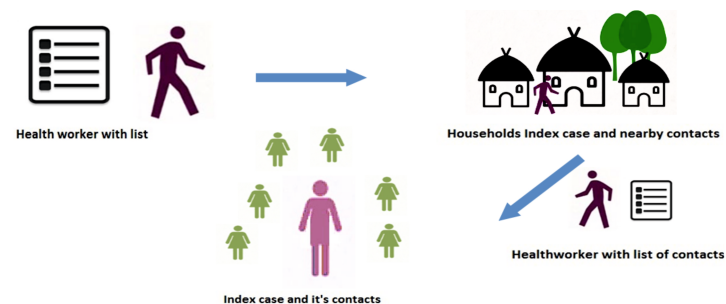 Health worker with list
Households Index case and nearby contacts
Healthworker with list of contacts
Index case and it's contacts